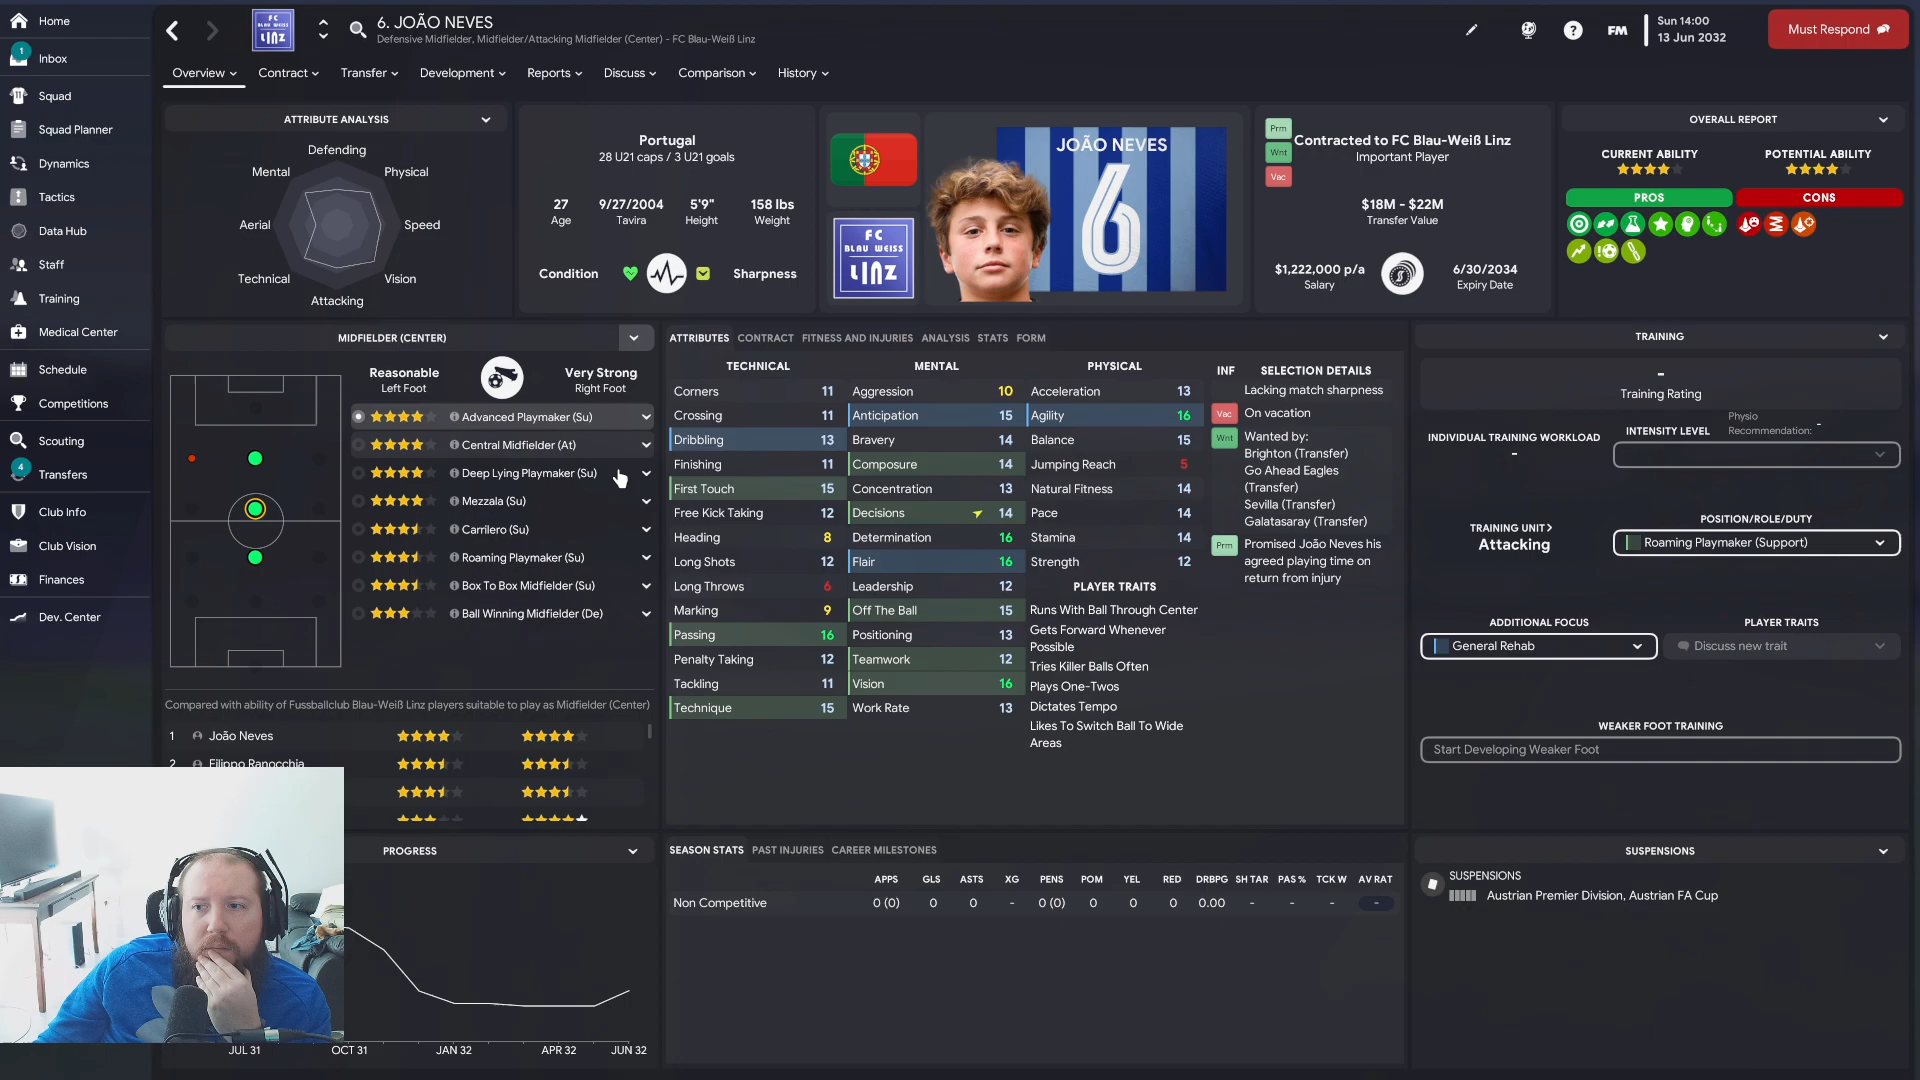 Home
Inbox
1
Squad
Squad Planner
Dynamics
Tactics
Data Hub
Staff
Training
Medical Center
Schedule
Competitions
Scouting
Transfers
4
Club Info
Club Vision
Finances
Dev. Center
6. JOÃO NEVES
Defensive Midfielder, Midfielder/Attacking Midfielder (Center) - FC Blau-Weiß Linz
FM
Sun 14:00
13 Jun 2032
Must Respond
Overview
Contract
Transfer
Development
Reports
Discuss
Comparison
History
ATTRIBUTE ANALYSIS
Defending
Mental
Physical
Aerial
Speed
Technical
Vision
Attacking
Portugal
28 U21 caps / 3 U21 goals
27
Age
9/27/2004
Tavira
5'9"
Height
158 lbs
Weight
Condition
Sharpness
FC
BLAU WEISS
LINZ
JOÃO NEVES
6
Prm
Wnt
Vac
Contracted to FC Blau-Weiß Linz
Important Player
$18M - $22M
Transfer Value
$1,222,000 p/a
Salary
6/30/2034
Expiry Date
OVERALL REPORT
CURRENT ABILITY
POTENTIAL ABILITY
PROS
CONS
MIDFIELDER (CENTER)
Reasonable
Left Foot
Very Strong
Right Foot
Advanced Playmaker (Su)
Central Midfielder (At)
Deep Lying Playmaker (Su)
Mezzala (Su)
Carrilero (Su)
Roaming Playmaker (Su)
Box To Box Midfielder (Su)
Ball Winning Midfielder (De)
Compared with ability of Fussballclub Blau-Weiß Linz players suitable to play as Midfielder (Center)
1 João Neves
2 Filippo Ranocchia
PROGRESS
JUL 31
OCT 31
JAN 32
APR 32
JUN 32
ATTRIBUTES
CONTRACT
FITNESS AND INJURIES
ANALYSIS
STATS
FORM
TECHNICAL
Corners 11
Crossing 11
Dribbling 13
Finishing 11
First Touch 15
Free Kick Taking 12
Heading 8
Long Shots 12
Long Throws 6
Marking 9
Passing 16
Penalty Taking 12
Tackling 11
Technique 15
MENTAL
Aggression 10
Anticipation 15
Bravery 14
Composure 14
Concentration 13
Decisions 14
Determination 16
Flair 16
Leadership 12
Off The Ball 15
Positioning 13
Teamwork 12
Vision 16
Work Rate 13
PHYSICAL
Acceleration 13
Agility 16
Balance 15
Jumping Reach 5
Natural Fitness 14
Pace 14
Stamina 14
Strength 12
PLAYER TRAITS
Runs With Ball Through Center
Gets Forward Whenever
Possible
Tries Killer Balls Often
Plays One-Twos
Dictates Tempo
Likes To Switch Ball To Wide
Areas
INF
SELECTION DETAILS
Lacking match sharpness
Vac On vacation
Wnt Wanted by:
Brighton (Transfer)
Go Ahead Eagles
(Transfer)
Sevilla (Transfer)
Galatasaray (Transfer)
Prm Promised João Neves his
agreed playing time on
return from injury
SEASON STATS
PAST INJURIES
CAREER MILESTONES
APPS GLS ASTS XG PENS POM YEL RED DRBPG SH TAR PAS % TCK W AV RAT
Non Competitive 0 (0) 0 0 - 0 (0) 0 0 0 0.00 - - - -
TRAINING
-
Training Rating
INDIVIDUAL TRAINING WORKLOAD
-
INTENSITY LEVEL
Physio
Recommendation: -
TRAINING UNIT>
Attacking
POSITION/ROLE/DUTY
Roaming Playmaker (Support)
ADDITIONAL FOCUS
General Rehab
PLAYER TRAITS
Discuss new trait
WEAKER FOOT TRAINING
Start Developing Weaker Foot
SUSPENSIONS
SUSPENSIONS
Austrian Premier Division, Austrian FA Cup